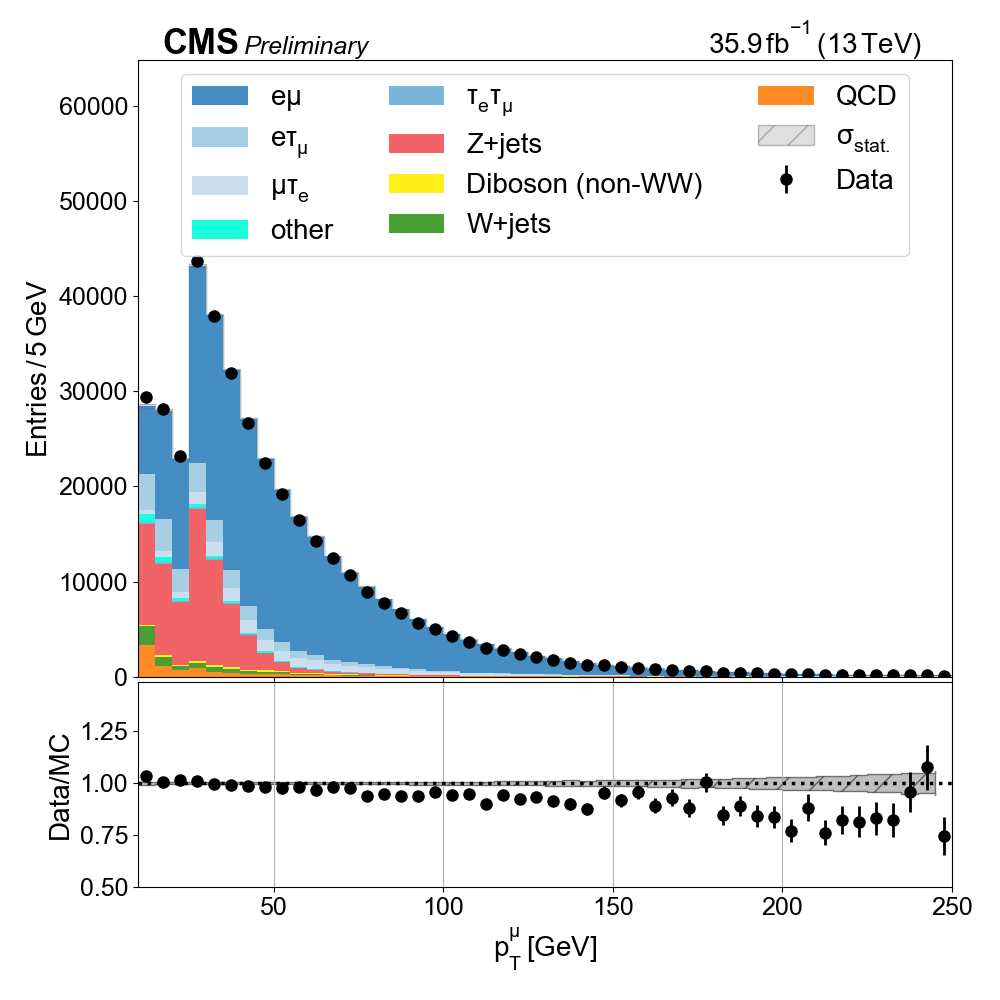 CMS Preliminary 35.9 fb⁻¹ (13 TeV)
Entries / 5 GeV
60000
50000
40000
30000
20000
10000
0
eμ
eτμ
μτe
other
τeτμ
Z+jets
Diboson (non-WW)
W+jets
QCD
σstat.
Data
Data/MC
1.25
1.00
0.75
0.50
50 100 150 200 250
pTμ [GeV]